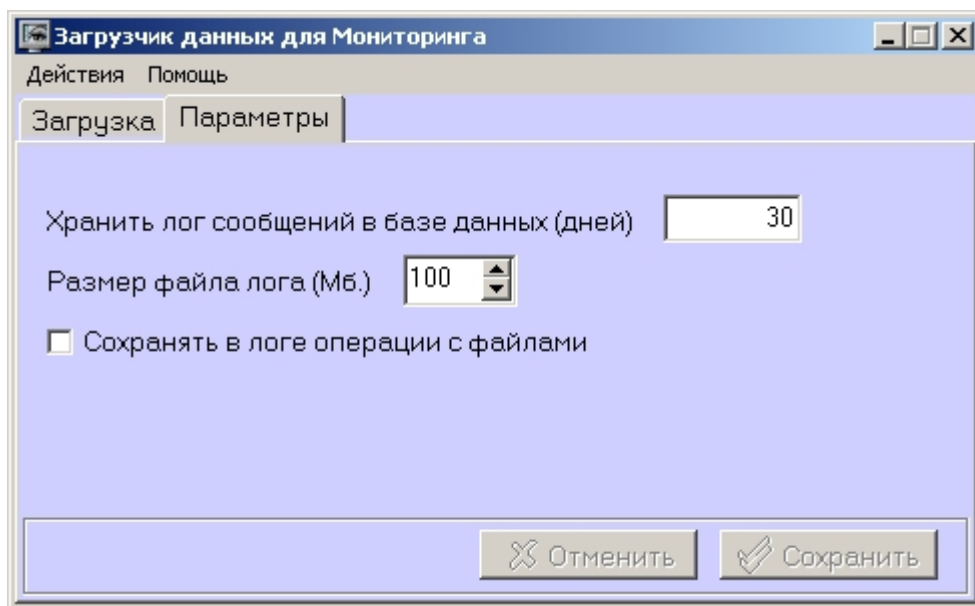 Загрузчик данных для Мониторинга
Действия Помощь
Загрузка Параметры
Хранить лог сообщений в базе данных (дней) 30
Размер файла лога (Мб.) 100
Сохранять в логе операции с файлами
Отменить Сохранить